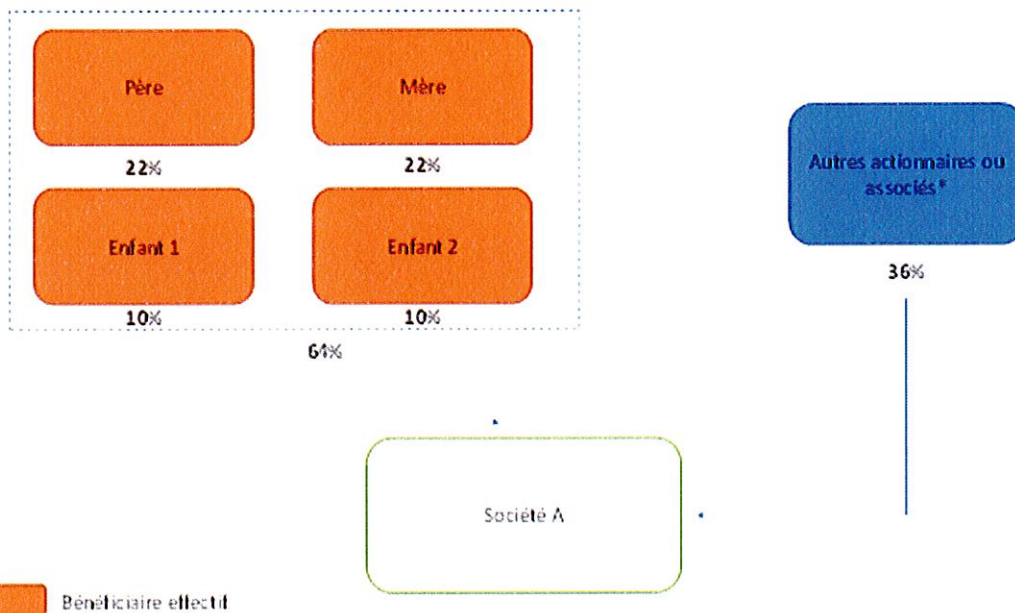 Père
Mère
22%
22%
Autres actionnaires ou
associés*
Enfant 1
Enfant 2
36%
10%
10%
64%
Société A
Bénéficiaire effectif